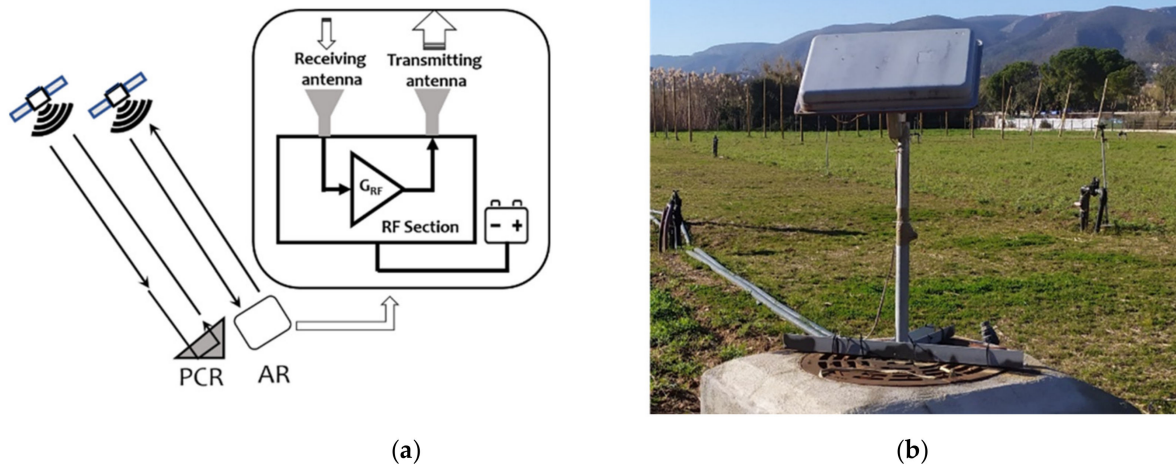 Receiving
antenna
Transmitting
antenna
G_RF
RF Section
− +
PCR
AR
(a)
(b)